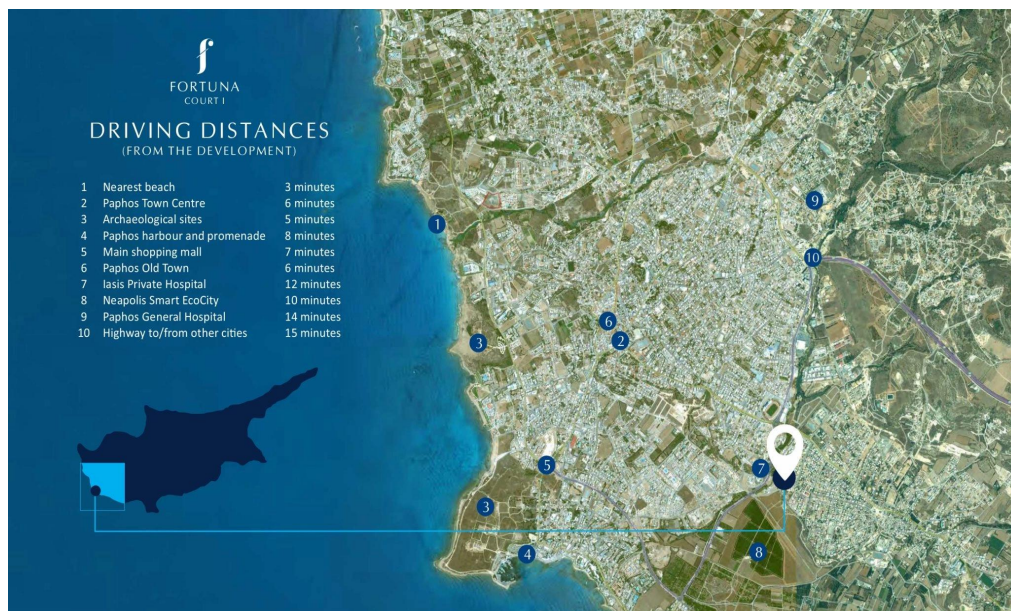 FORTUNA
COURT I
DRIVING DISTANCES
(FROM THE DEVELOPMENT)
1 Nearest beach 3 minutes
2 Paphos Town Centre 6 minutes
3 Archaeological sites 5 minutes
4 Paphos harbour and promenade 8 minutes
5 Main shopping mall 7 minutes
6 Paphos Old Town 6 minutes
7 Iasis Private Hospital 12 minutes
8 Neapolis Smart EcoCity 10 minutes
9 Paphos General Hospital 14 minutes
10 Highway to/from other cities 15 minutes
9
1
10
6
2
3
5
7
3
4
8